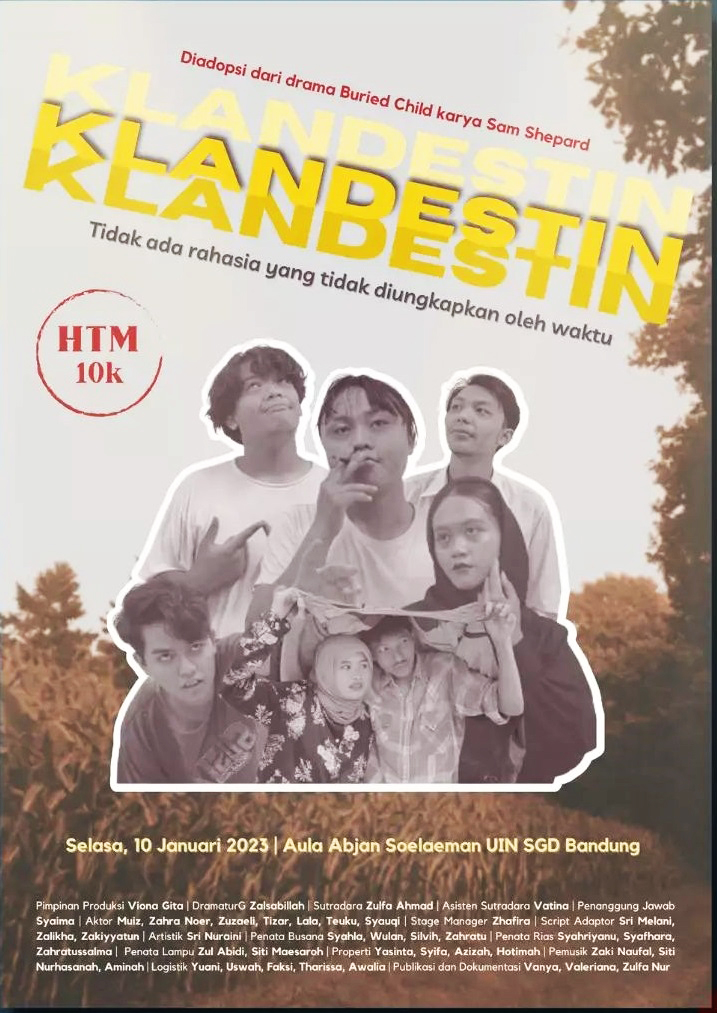 Diadopsi dari drama Buried Child karya Sam Shepard
KLANDESTIN
KLANDESTIN
KLANDESTIN
Tidak ada rahasia yang tidak diungkapkan oleh waktu
HTM
10k
Selasa, 10 Januari 2023 | Aula Abjan Soelaeman UIN SGD Bandung
Pimpinan Produksi Viona Gita | DramaturG Zalsabillah | Sutradara Zulfa Ahmad | Asisten Sutradara Vatina | Penanggung Jawab
Syaima | Aktor Muiz, Zahra Noer, Zuzaeli, Tizar, Lala, Teuku, Syauqi | Stage Manager Zhafira | Script Adaptor Sri Melani,
Zalikha, Zakiyyatun | Artistik Sri Nuraini | Penata Busana Syahla, Wulan, Silvih, Zahratu | Penata Rias Syahriyanu, Syafhara,
Zahratussalma | Penata Lampu Zul Abidi, Siti Maesaroh | Properti Yasinta, Syifa, Azizah, Hotimah | Pemusik Zaki Naufal, Siti
Nurhasanah, Aminah | Logistik Yuani, Uswah, Faksi, Tharissa, Awalia | Publikasi dan Dokumentasi Vanya, Valeriana, Zulfa Nur